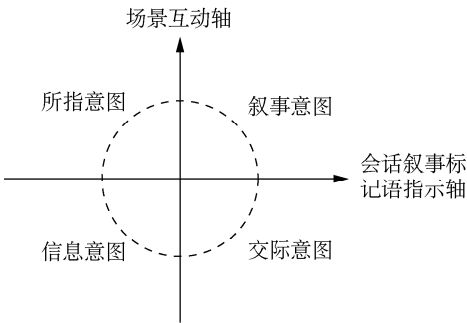 场景互动轴
所指意图
叙事意图
会话叙事标
记语指示轴
信息意图
交际意图